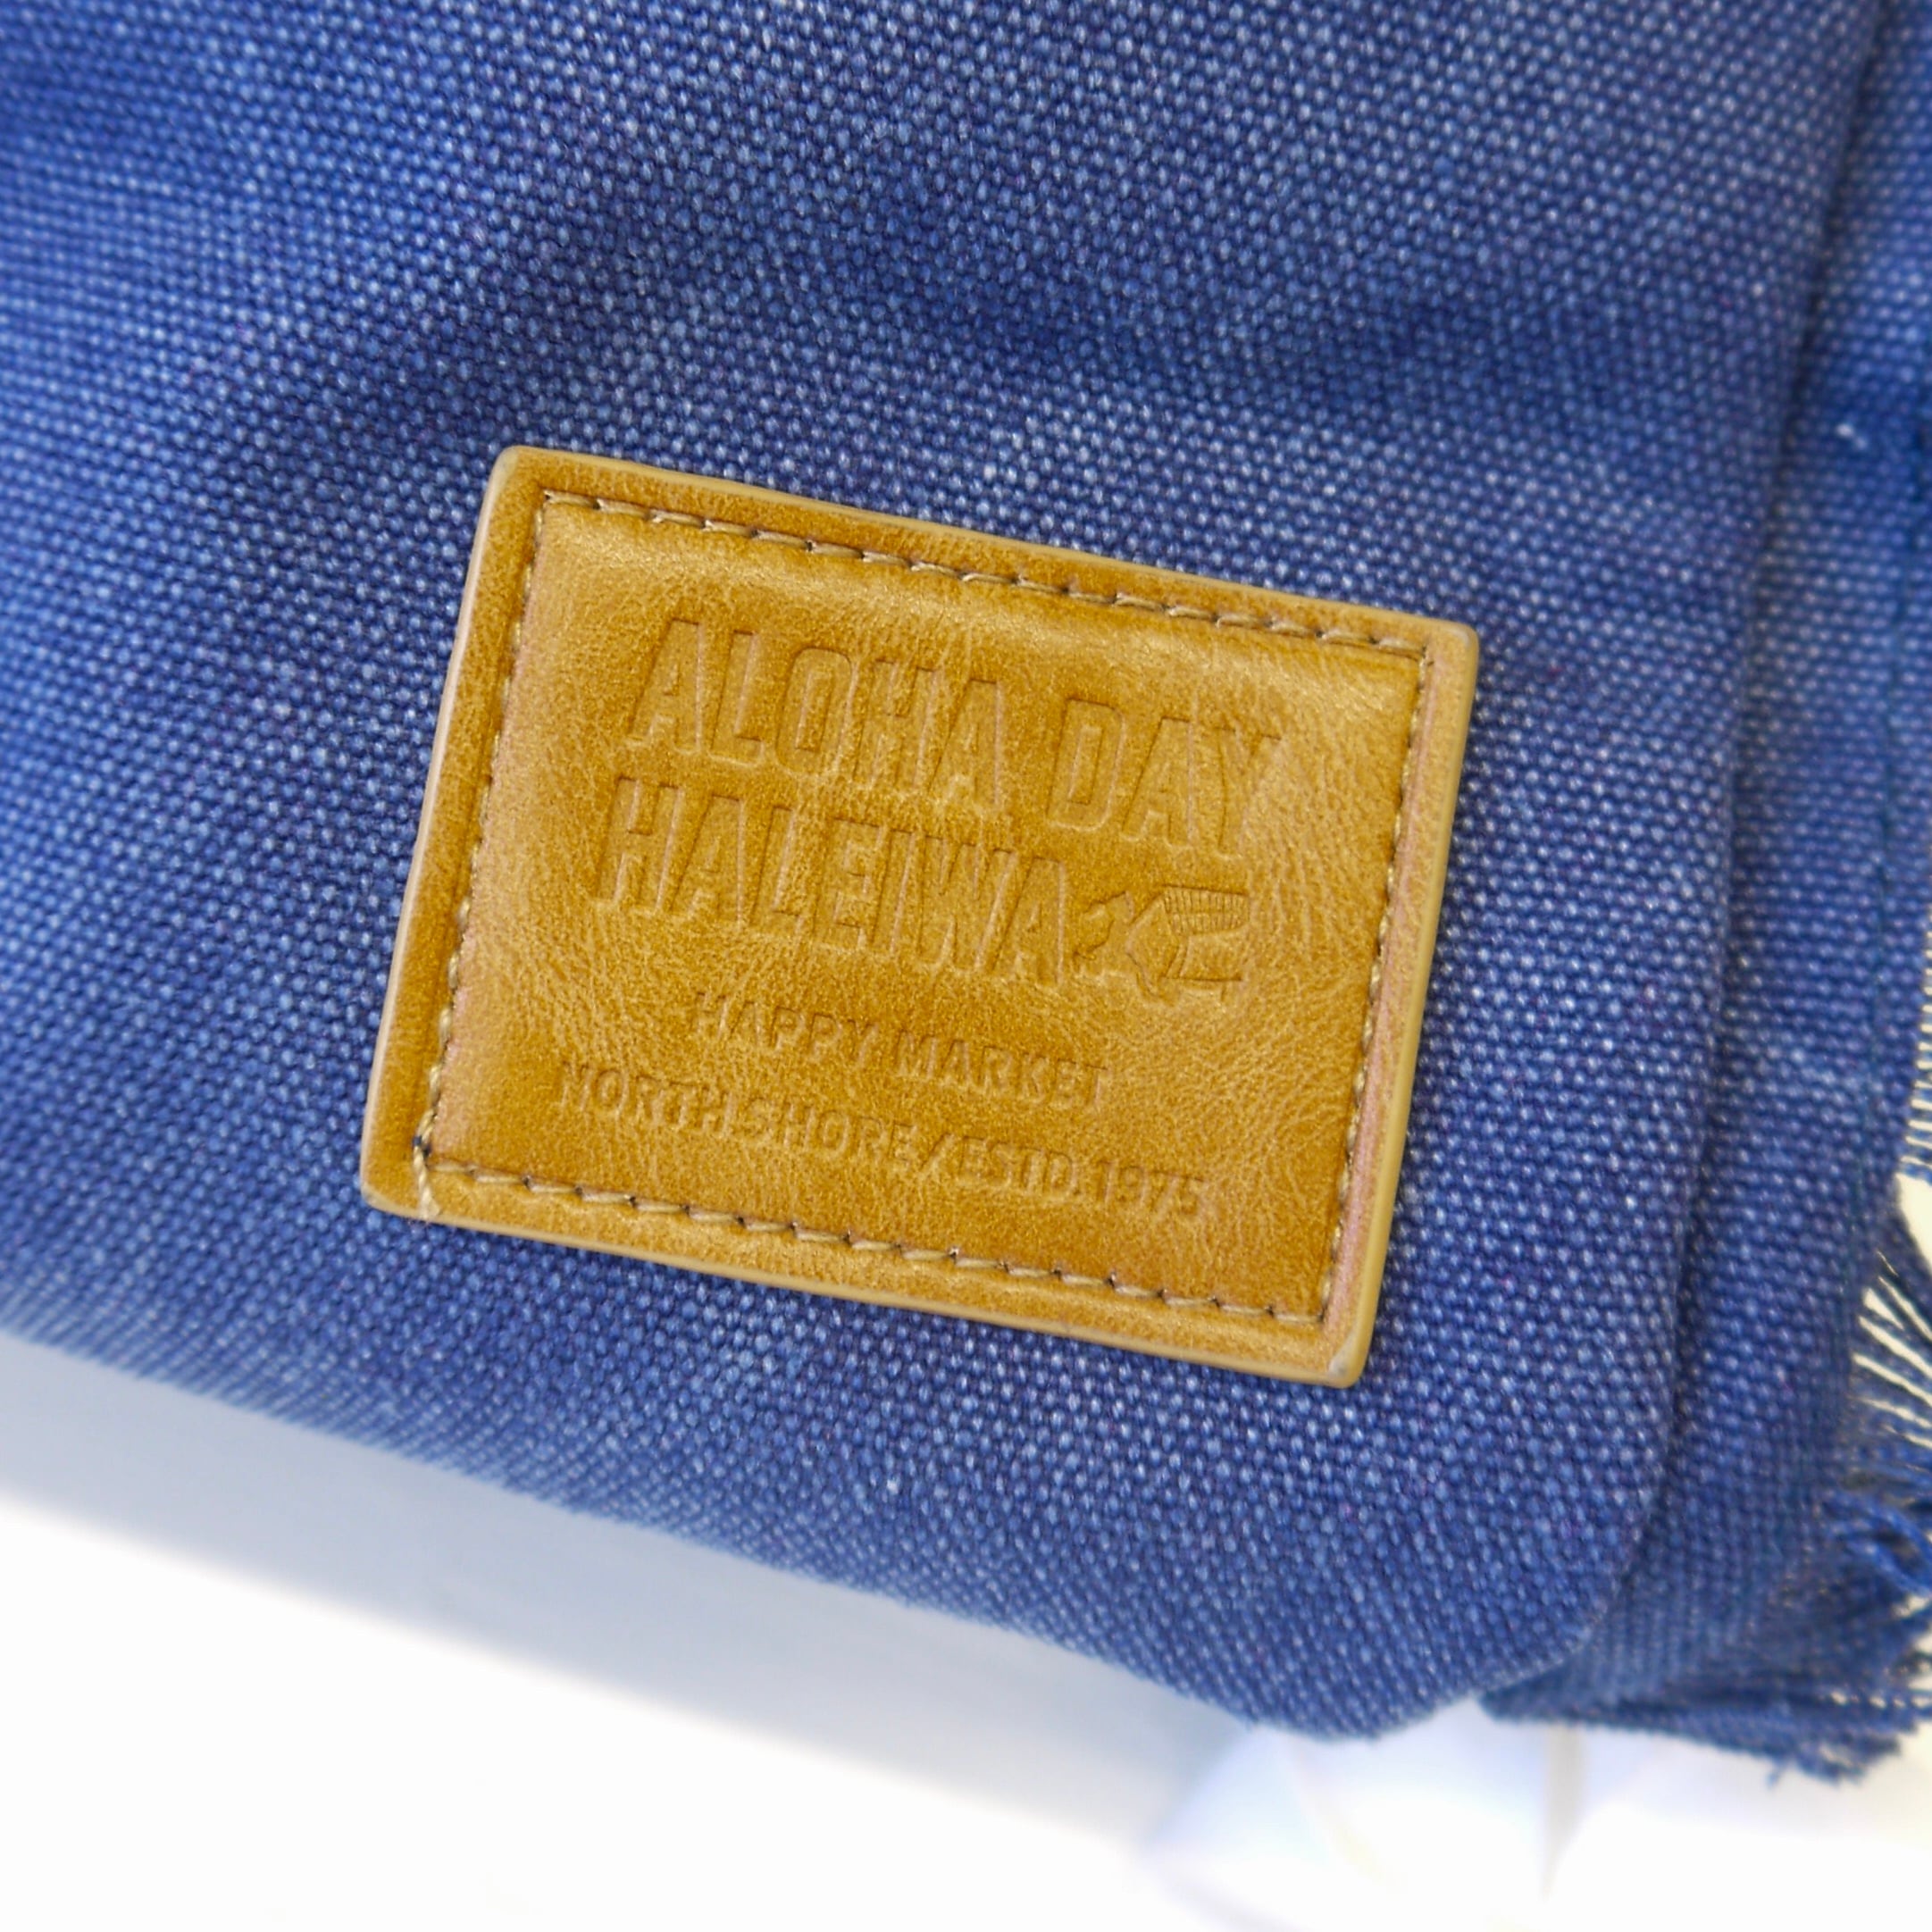 ALOHA DAY
HALEIWA
HAPPY MARKET
NORTH SHORE/ESTD.1975